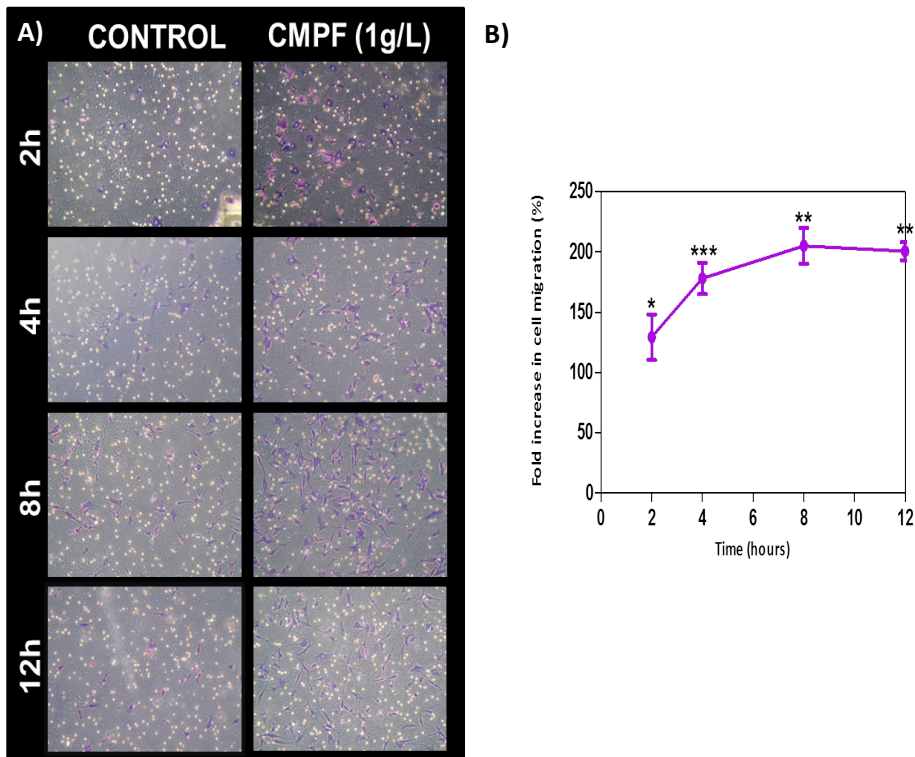 A)
CONTROL CMPF (1g/L)
2h
4h
8h
12h
B)
Fold increase in cell migration (%)
250
200
150
100
50
0
*
***
**
**
0 2 4 6 8 10 12
Time (hours)